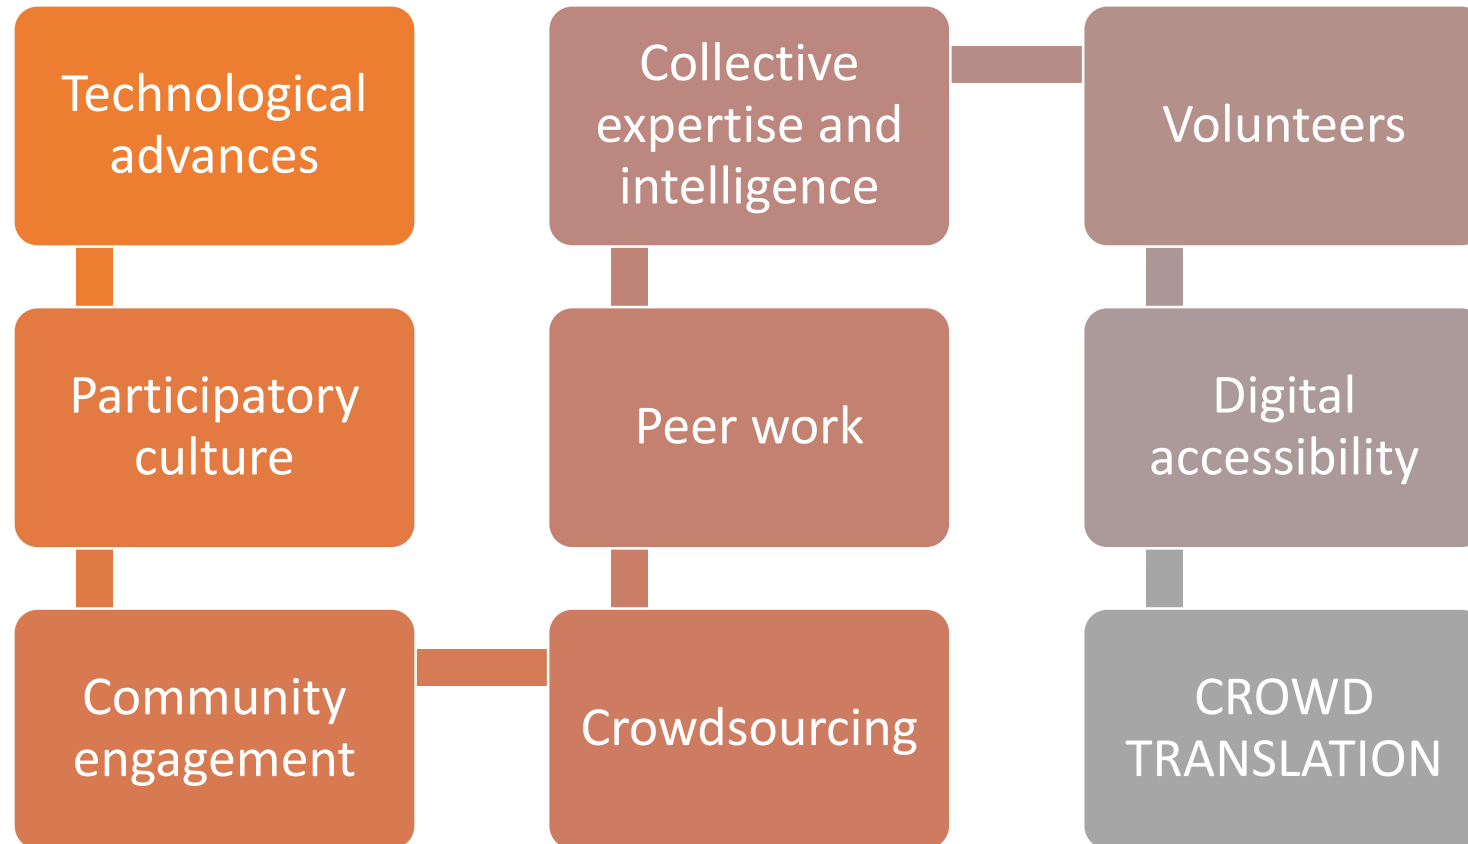 Technological
advances
Participatory
culture
Community
engagement
Crowdsourcing
Peer work
Collective
expertise and
intelligence
Volunteers
Digital
accessibility
CROWD
TRANSLATION